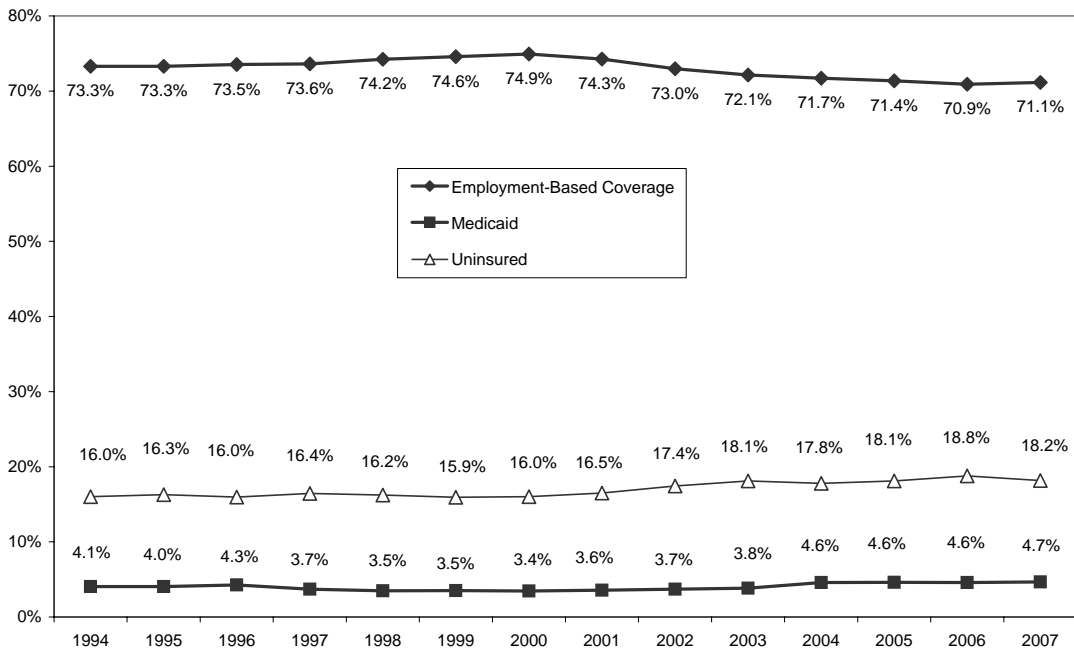 80%
70%
60%
50%
40%
30%
20%
10%
0%
73.3% 73.3% 73.5% 73.6% 74.2% 74.6% 74.9% 74.3% 73.0% 72.1% 71.7% 71.4% 70.9% 71.1%
Employment-Based Coverage
Medicaid
Uninsured
16.0% 16.3% 16.0% 16.4% 16.2% 15.9% 16.0% 16.5% 17.4% 18.1% 17.8% 18.1% 18.8% 18.2%
4.1% 4.0% 4.3% 3.7% 3.5% 3.5% 3.4% 3.6% 3.7% 3.8% 4.6% 4.6% 4.6% 4.7%
1994 1995 1996 1997 1998 1999 2000 2001 2002 2003 2004 2005 2006 2007